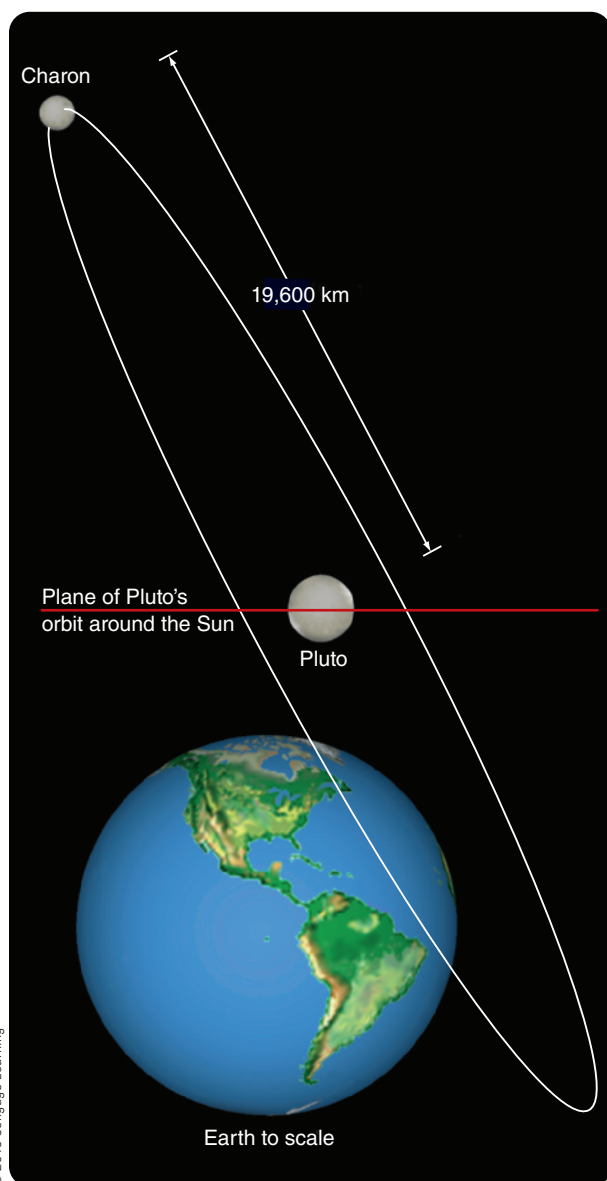 Charon
19,600 km
Plane of Pluto's
orbit around the Sun
Pluto
Earth to scale